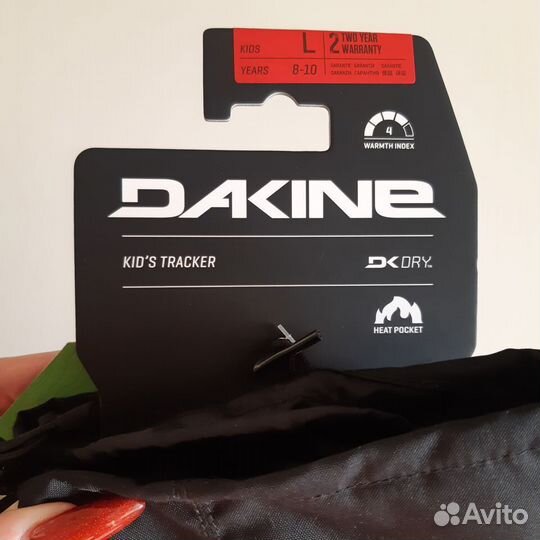 KIDS L 2 TWO YEAR WARRANTY
YEARS 8-10
4
WARMTH INDEX
DAKINE
KID'S TRACKER DK DRY
HEAT POCKET
Avito